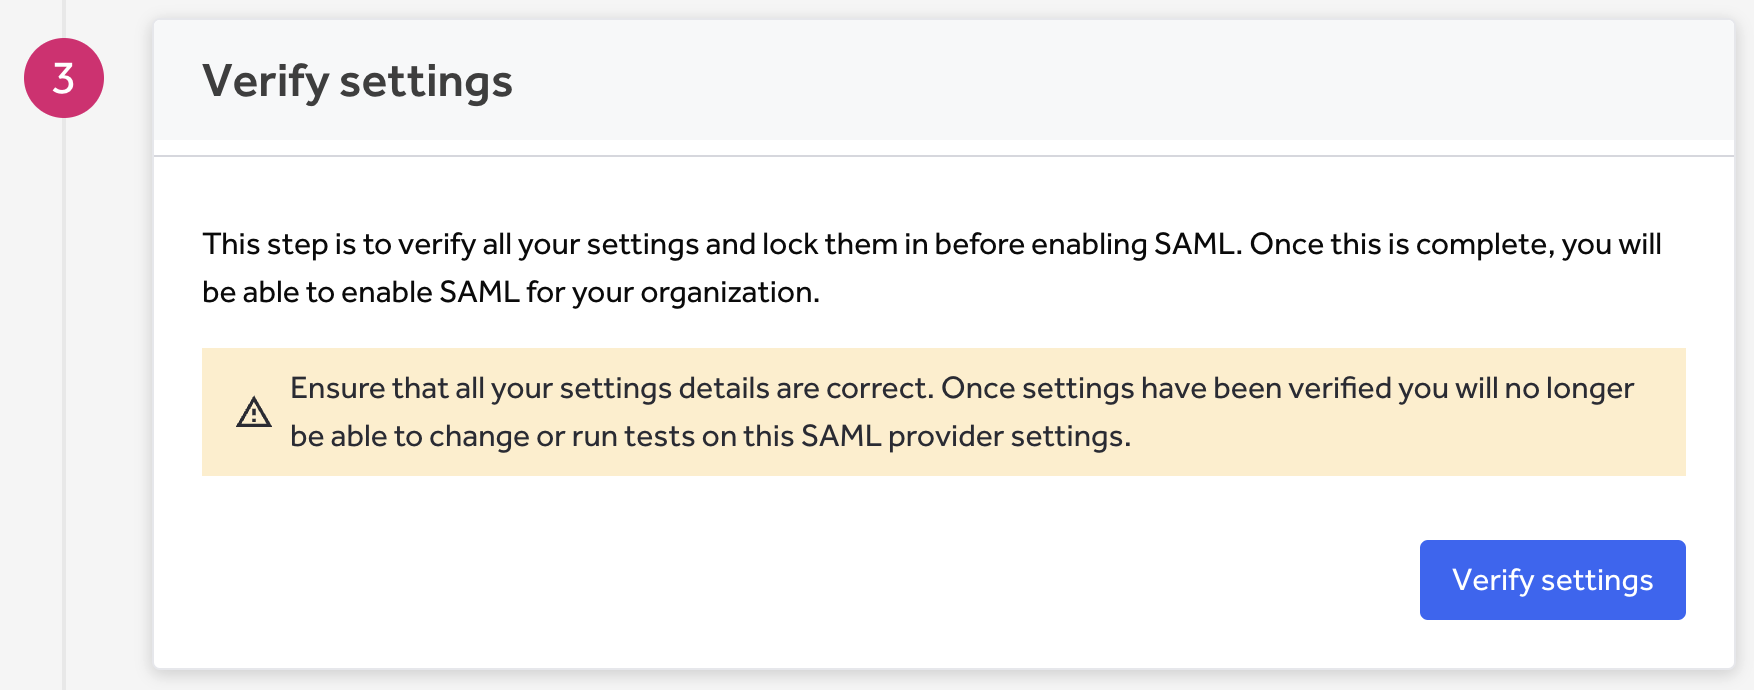 3
Verify settings
This step is to verify all your settings and lock them in before enabling SAML. Once this is complete, you will
be able to enable SAML for your organization.
Ensure that all your settings details are correct. Once settings have been verified you will no longer
be able to change or run tests on this SAML provider settings.
Verify settings